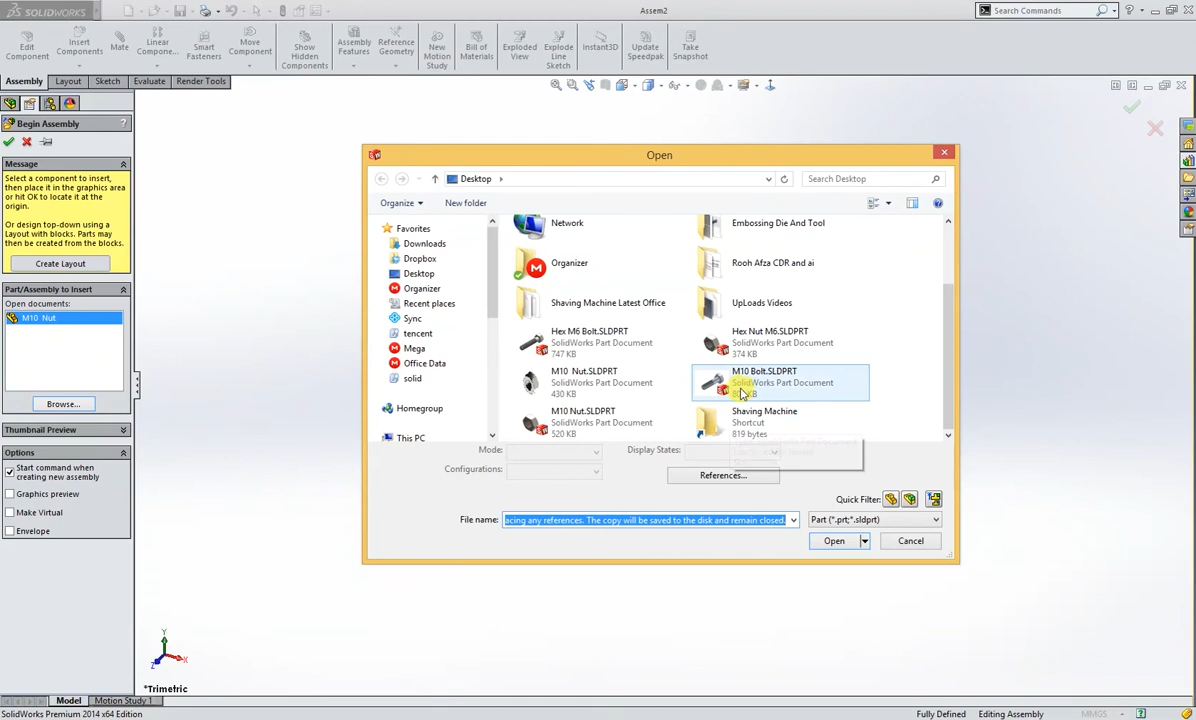 SOLIDWORKS
Assem2
Search Commands
Edit Component
Insert Components
Mate
Linear Compone...
Smart Fasteners
Move Component
Show Hidden Components
Assembly Features
Reference Geometry
New Motion Study
Bill of Materials
Exploded View
Explode Line Sketch
Instant3D
Update Speedpak
Take Snapshot
Assembly
Layout
Sketch
Evaluate
Render Tools
Begin Assembly
?
Message
Select a component to insert,
then place it in the graphics area
or hit OK to locate it at the
origin.
Or design top-down using a
Layout with blocks. Parts may
then be created from the blocks.
Create Layout
Part/Assembly to Insert
Open documents:
M10 Nut
Browse...
Thumbnail Preview
Options
Start command when
creating new assembly
Graphics preview
Make Virtual
Envelope
Open
Desktop
Search Desktop
Organize
New folder
Favorites
Downloads
Dropbox
Desktop
Organizer
Recent places
Sync
tencent
Mega
Office Data
solid
Homegroup
This PC
Network
Embossing Die And Tool
Organizer
Rooh Afza CDR and ai
Shaving Machine Latest Office
UpLoads Videos
Hex M6 Bolt.SLDPRT
SolidWorks Part Document
747 KB
Hex Nut M6.SLDPRT
SolidWorks Part Document
374 KB
M10  Nut.SLDPRT
SolidWorks Part Document
430 KB
M10 Bolt.SLDPRT
SolidWorks Part Document
M10 Nut.SLDPRT
SolidWorks Part Document
520 KB
Shaving Machine
Shortcut
819 bytes
Mode:
Display States:
Configurations:
References...
Quick Filter:
File name:
acing any references. The copy will be saved to the disk and remain closed.
Part (*.prt;*.sldprt)
Open
Cancel
Y
X
Z
*Trimetric
Model
Motion Study 1
SolidWorks Premium 2014 x64 Edition
Fully Defined
Editing Assembly
MMGS